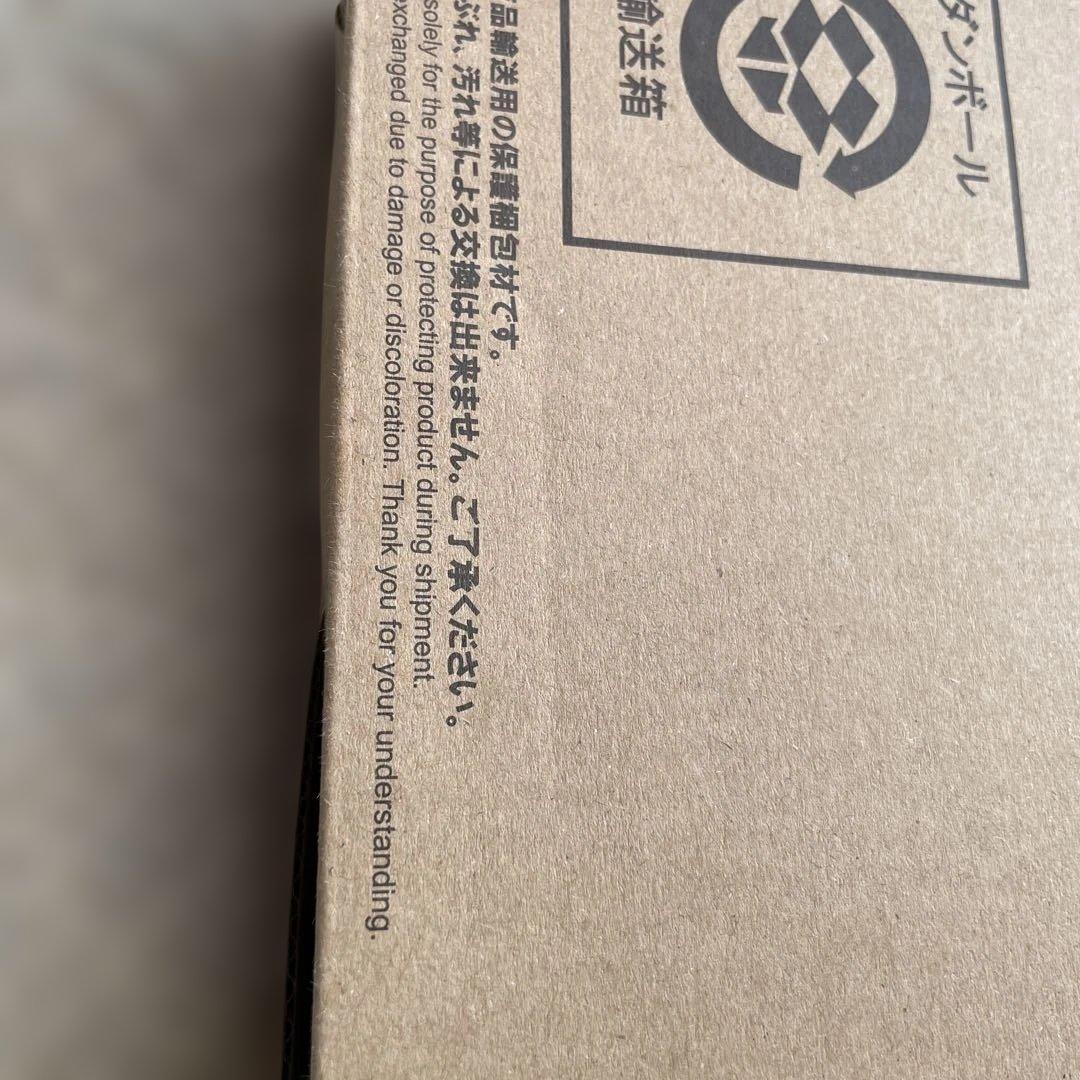 ダンボール
輸送箱
品輸送用の保護梱包材です。
ぶれ、汚れ等による交換は出来ません。ご了承ください。
solely for the purpose of protecting product during shipment.
exchanged due to damage or discoloration. Thank you for your understanding.